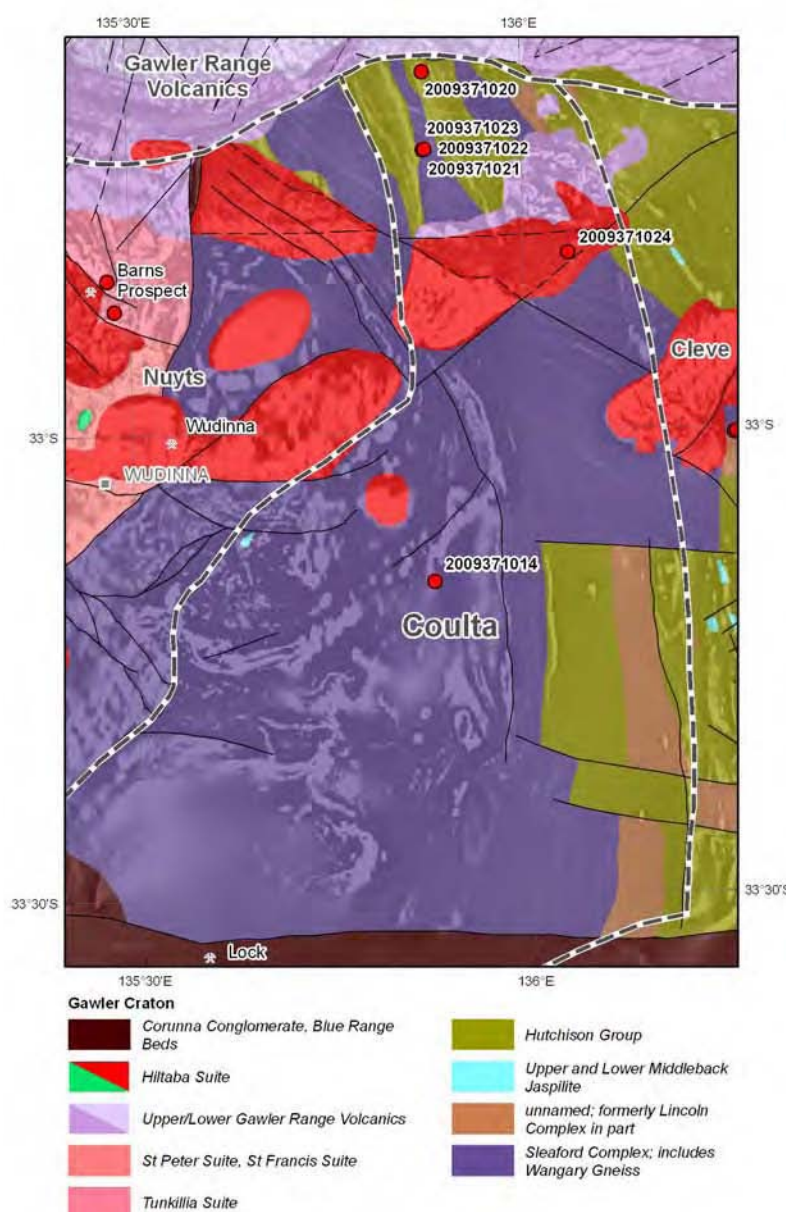 135°30'E
136°E
Gawler Range
Volcanics
2009371020
2009371023
2009371022
2009371021
2009371024
Barns
Prospect
Cleve
Nuyts
33°S
Wudinna
33°S
WUDINNA
2009371014
Coulta
33°30'S
33°30'S
Lock
135°30'E
136°E
Gawler Craton
Corunna Conglomerate, Blue Range
Beds
Hiltaba Suite
Upper/Lower Gawler Range Volcanics
St Peter Suite, St Francis Suite
Tunkillia Suite
Hutchison Group
Upper and Lower Middleback
Jaspilite
unnamed; formerly Lincoln
Complex in part
Sleaford Complex; includes
Wangary Gneiss